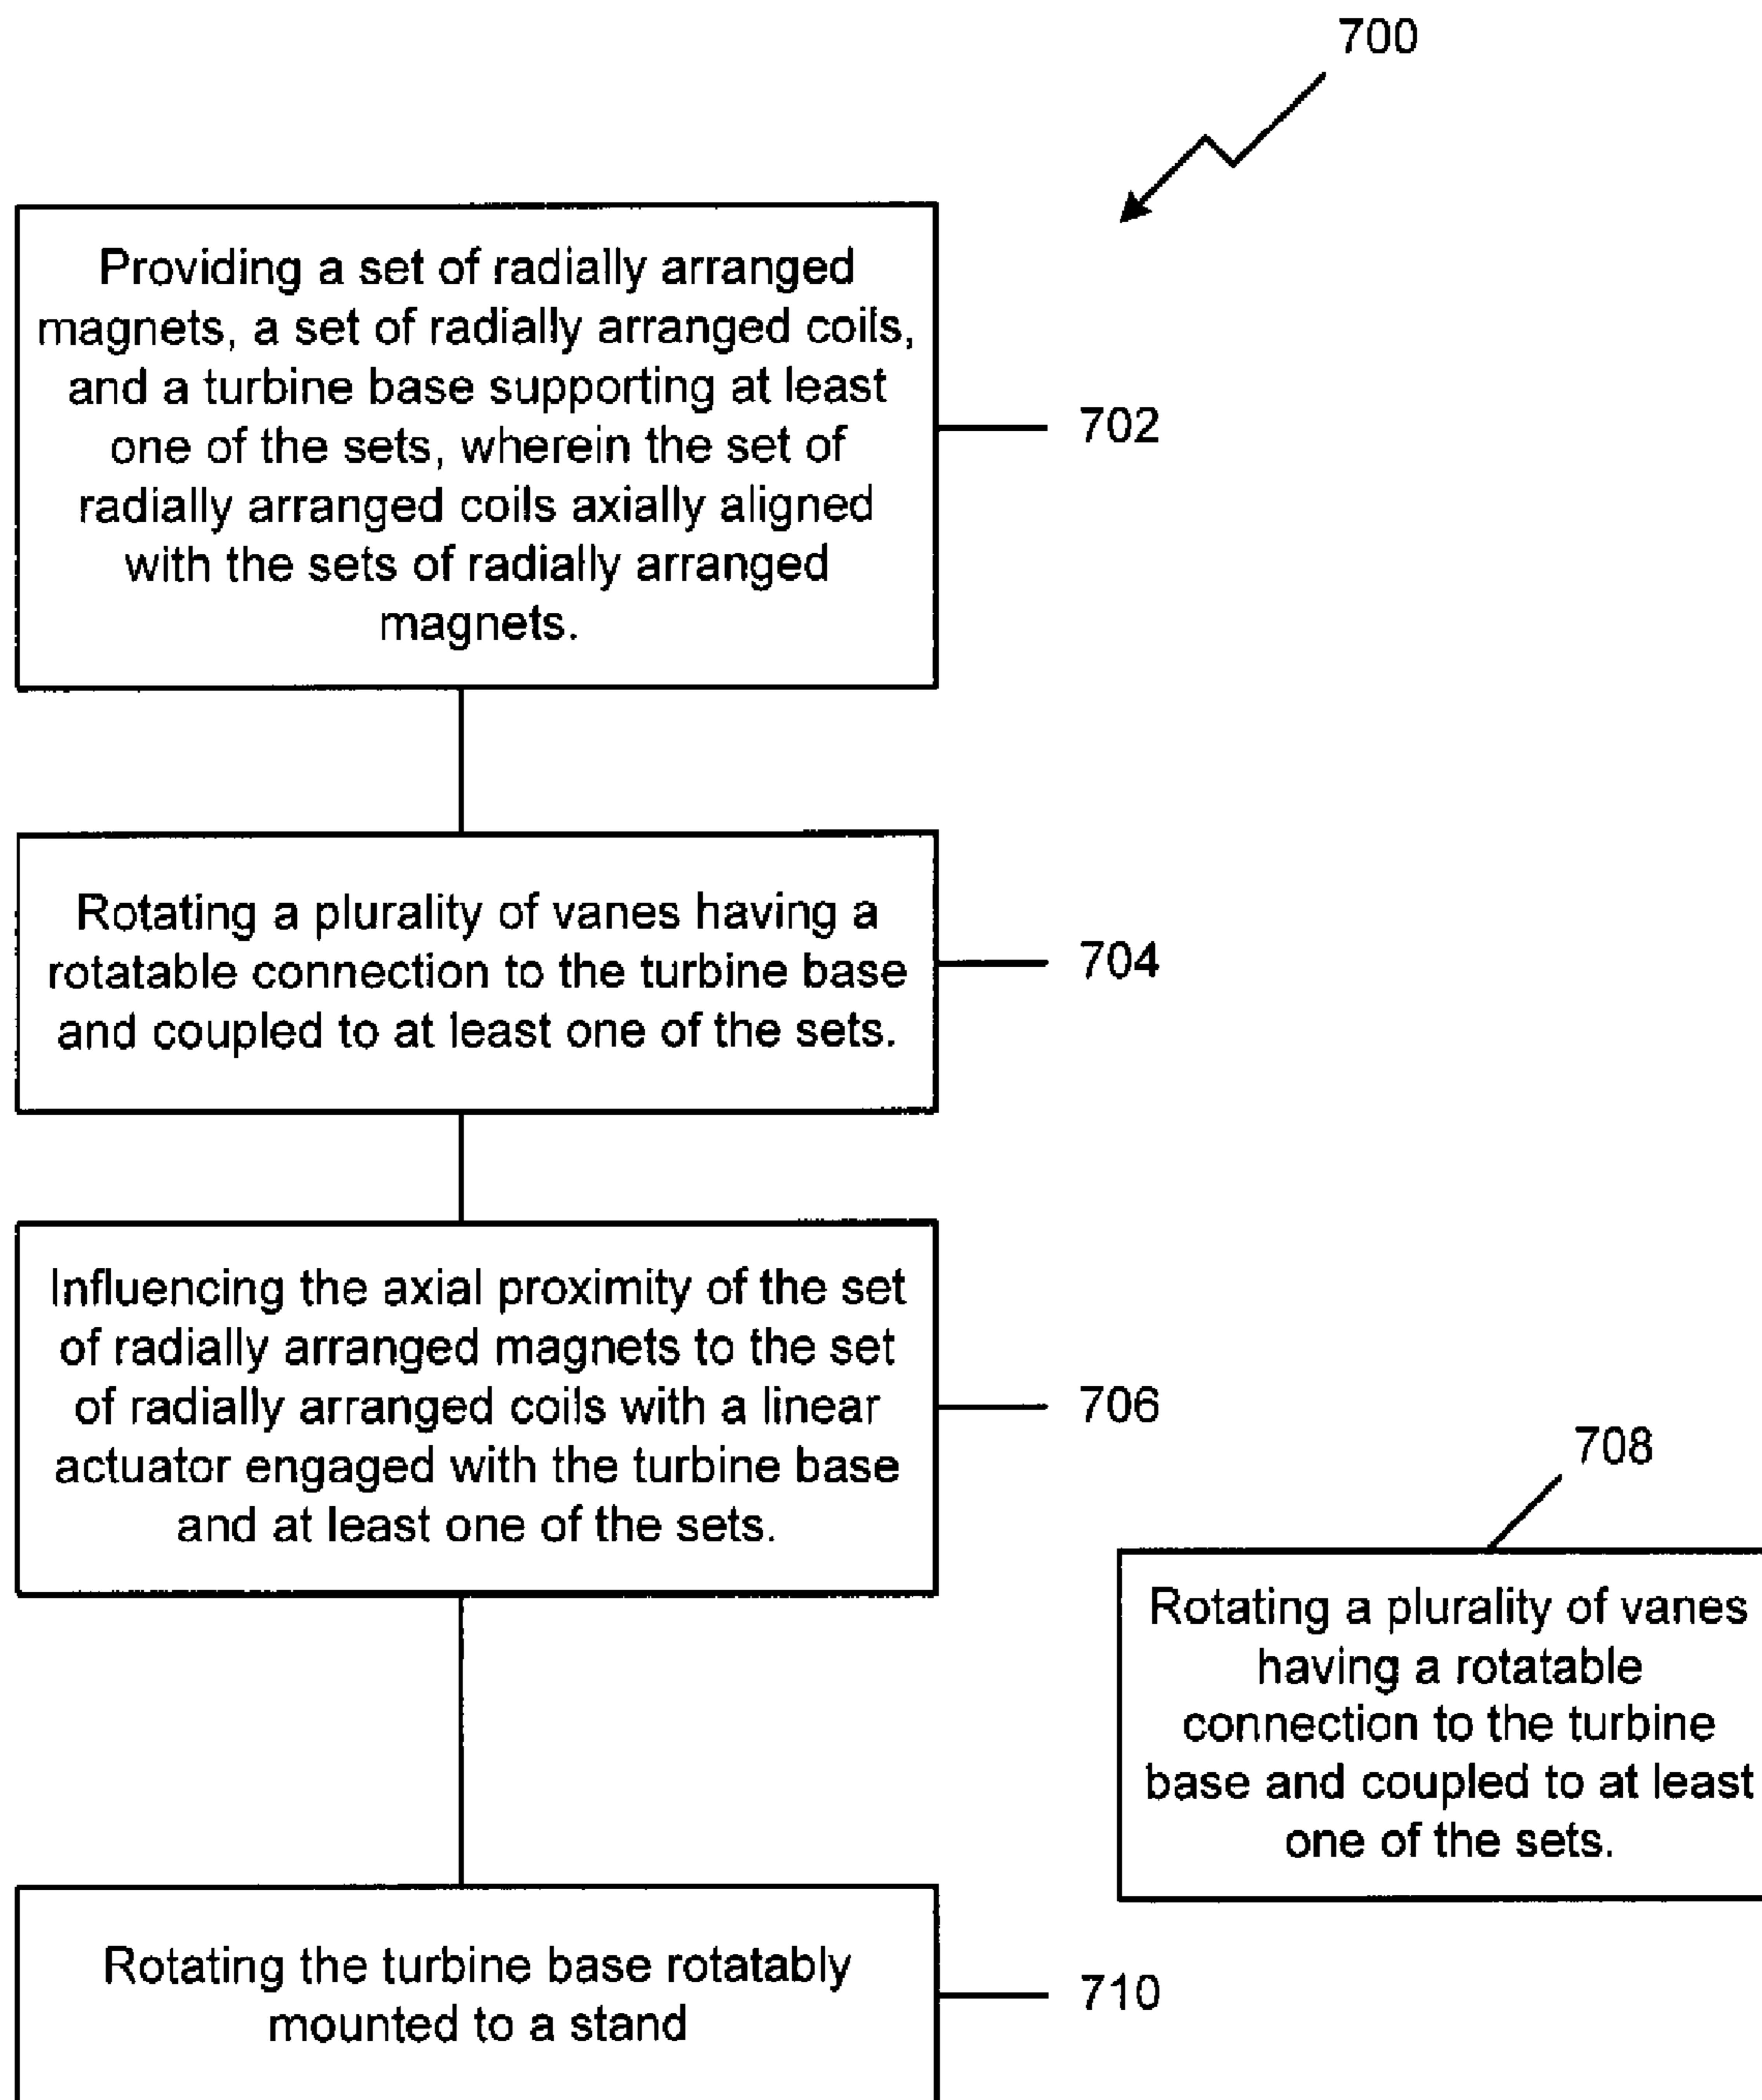 700
Providing a set of radially arranged
magnets, a set of radially arranged coils,
and a turbine base supporting at least
one of the sets, wherein the set of
radially arranged coils axially aligned
with the sets of radially arranged
magnets.
702
Rotating a plurality of vanes having a
rotatable connection to the turbine base
and coupled to at least one of the sets.
704
Influencing the axial proximity of the set
of radially arranged magnets to the set
of radially arranged coils with a linear
actuator engaged with the turbine base
and at least one of the sets.
706
708
Rotating a plurality of vanes
having a rotatable
connection to the turbine
base and coupled to at least
one of the sets.
Rotating the turbine base rotatably
mounted to a stand
710